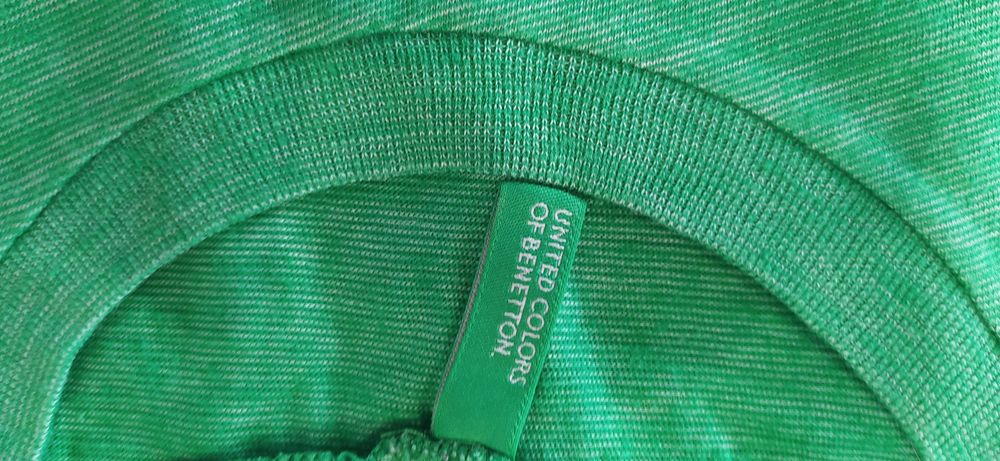 UNITED COLORS
OF BENETTON.